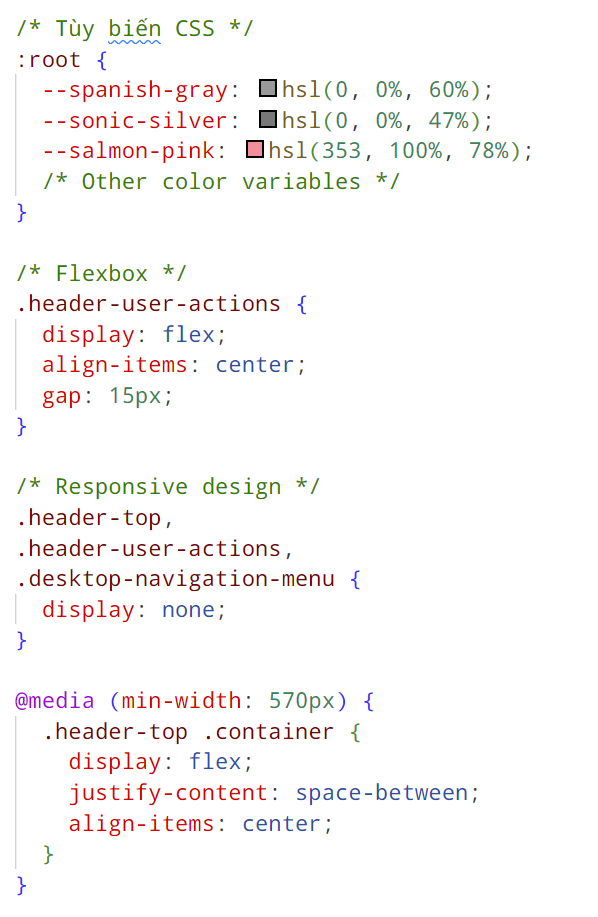 /* Tùy biến CSS */
:root {
--spanish-gray: hsl(0, 0%, 60%);
--sonic-silver: hsl(0, 0%, 47%);
--salmon-pink: hsl(353, 100%, 78%);
/* Other color variables */
}
/* Flexbox */
.header-user-actions {
display: flex;
align-items: center;
gap: 15px;
}
/* Responsive design */
.header-top,
.header-user-actions,
.desktop-navigation-menu {
display: none;
}
@media (min-width: 570px) {
.header-top .container {
display: flex;
justify-content: space-between;
align-items: center;
}
}